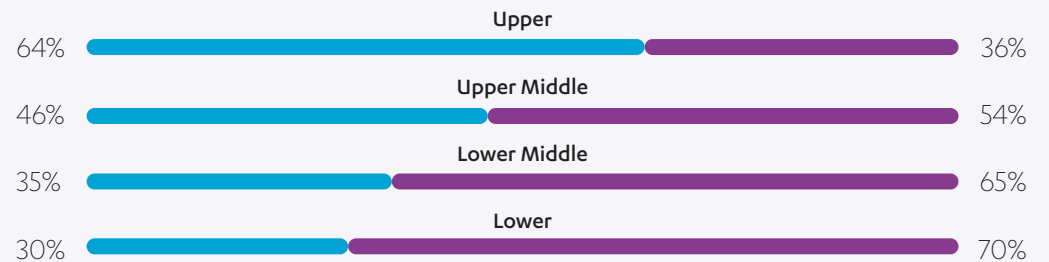 Upper
64% 36%
Upper Middle
46% 54%
Lower Middle
35% 65%
Lower
30% 70%